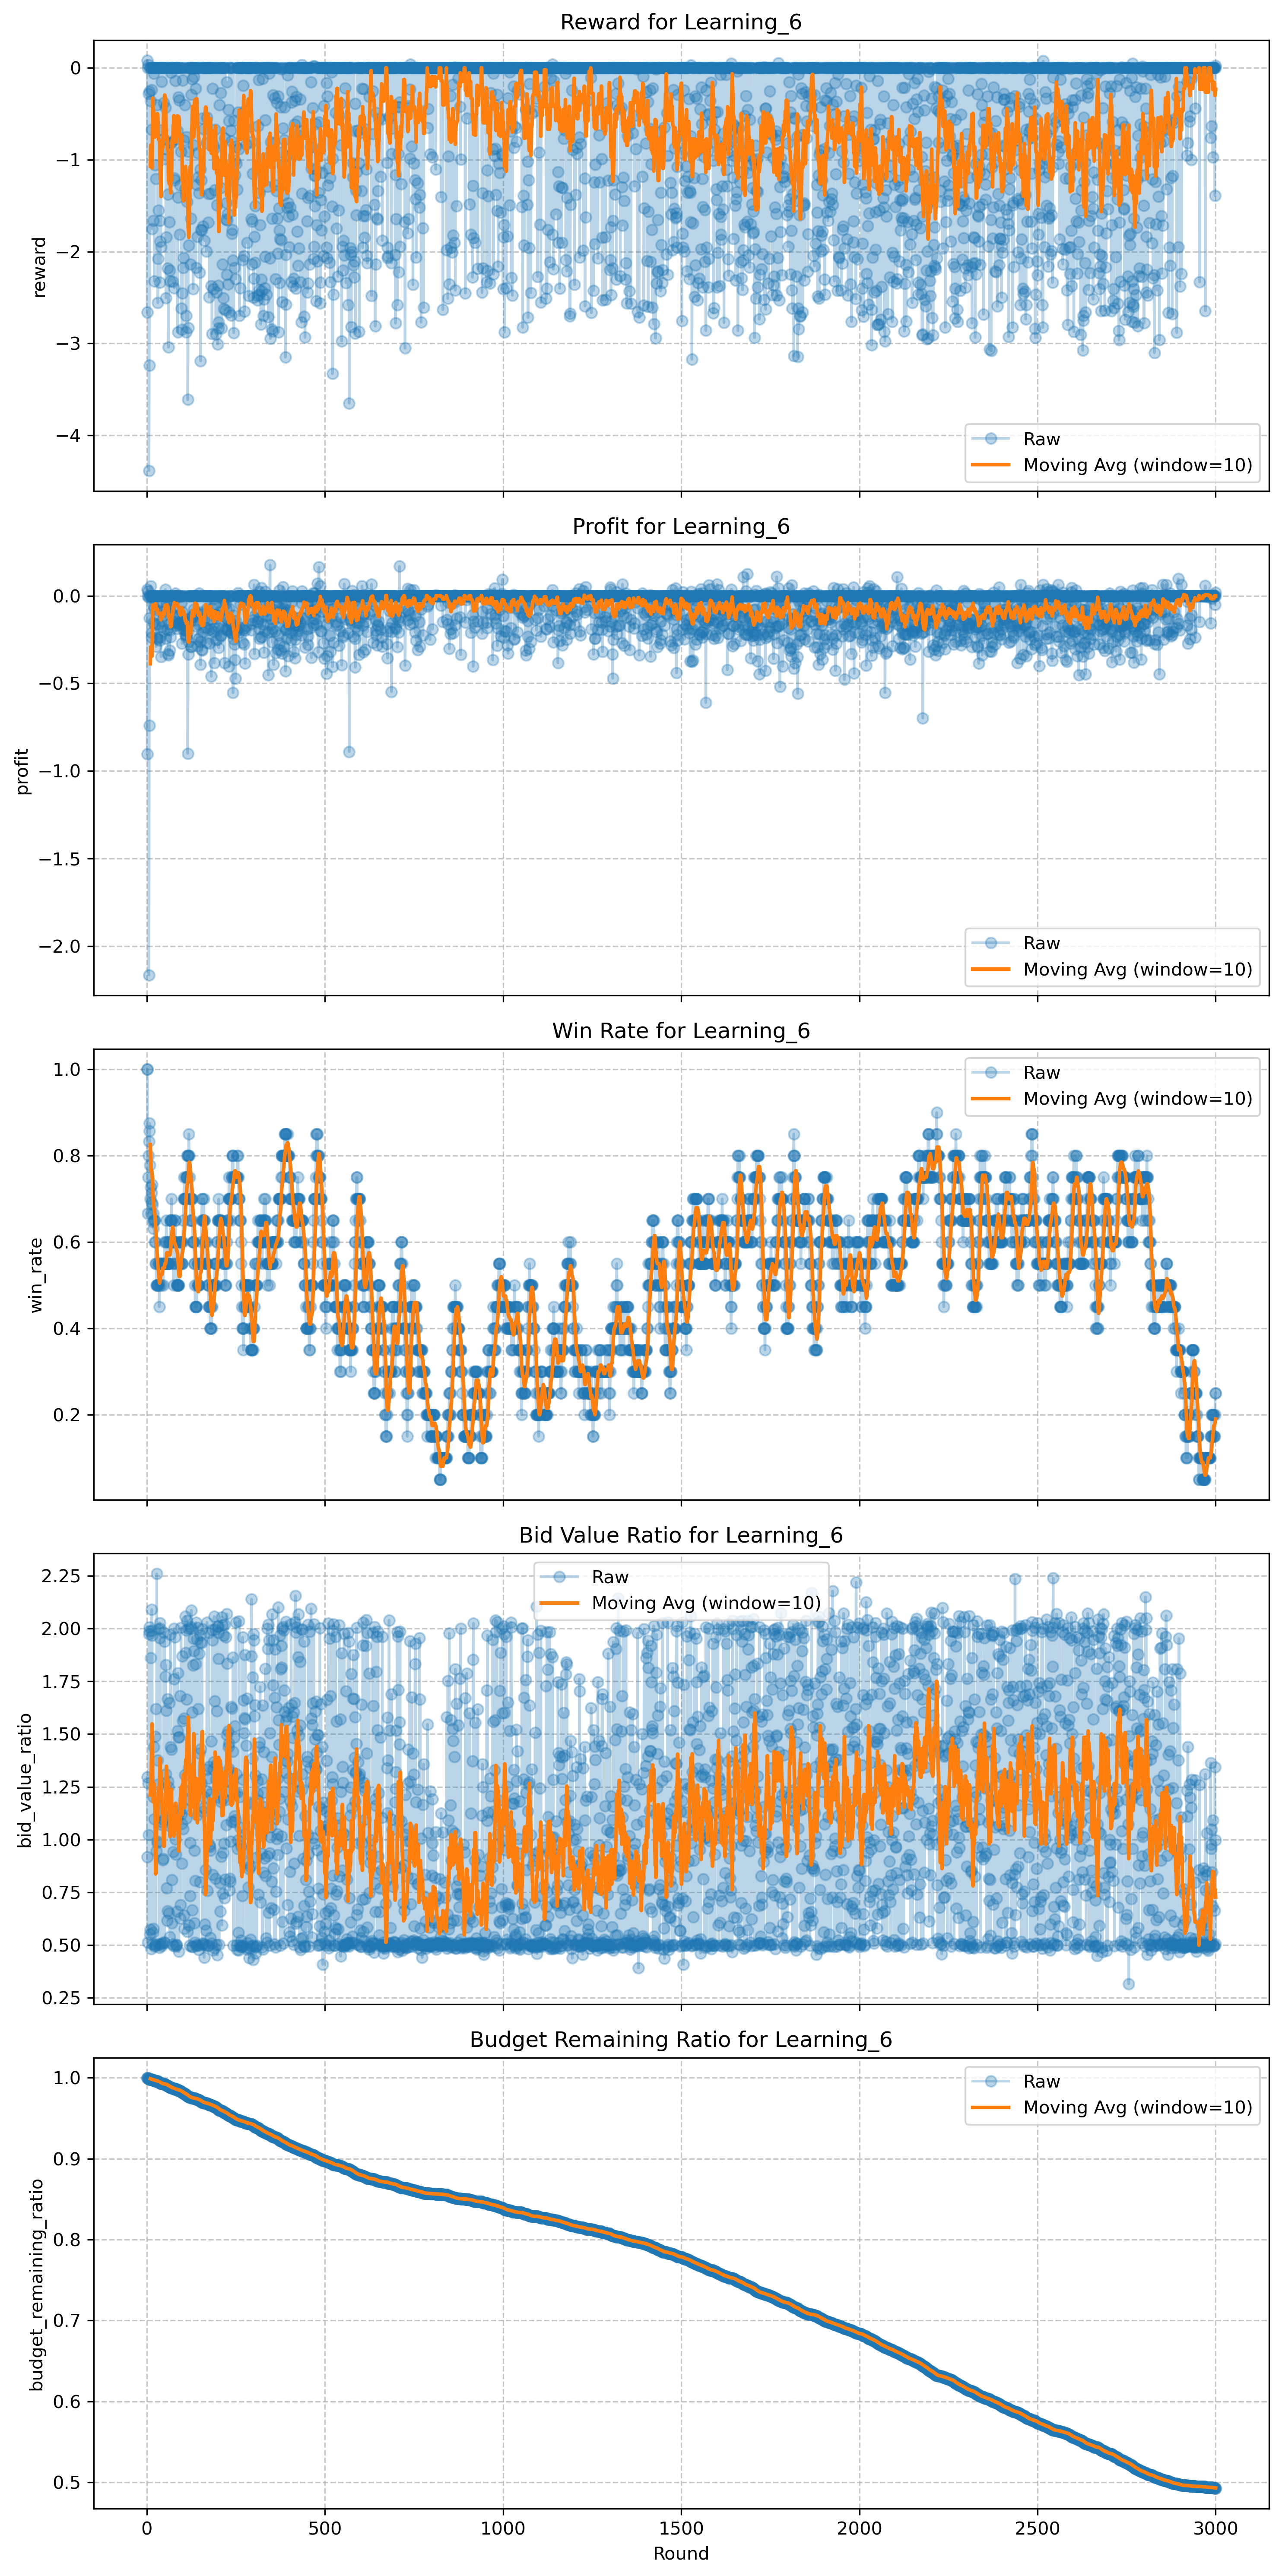 Reward for Learning_6
0
−1
−2
−3
−4
reward
Raw
Moving Avg (window=10)
Profit for Learning_6
0.0
−0.5
−1.0
−1.5
−2.0
profit
Raw
Moving Avg (window=10)
Win Rate for Learning_6
1.0
0.8
0.6
0.4
0.2
win_rate
Raw
Moving Avg (window=10)
Bid Value Ratio for Learning_6
2.25
2.00
1.75
1.50
1.25
1.00
0.75
0.50
0.25
bid_value_ratio
Raw
Moving Avg (window=10)
Budget Remaining Ratio for Learning_6
1.0
0.9
0.8
0.7
0.6
0.5
budget_remaining_ratio
Raw
Moving Avg (window=10)
0 500 1000 1500 2000 2500 3000
Round